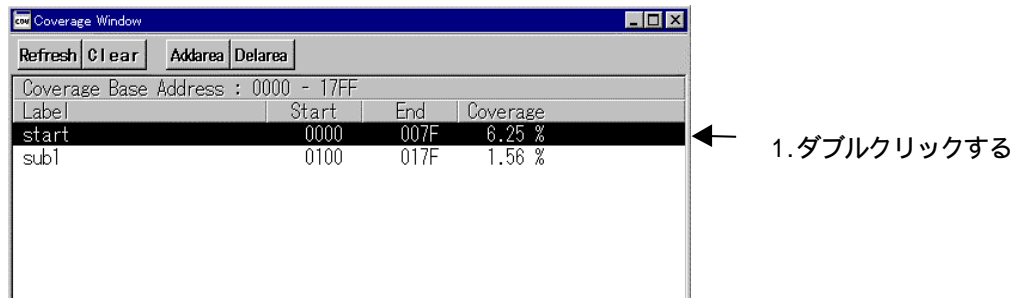 COV Coverage Window
Refresh Clear Addarea Delarea
Coverage Base Address : 0000 - 17FF
Label Start End Coverage
start 0000 007F 6.25 %
sub1 0100 017F 1.56 %
1.ダブルクリックする